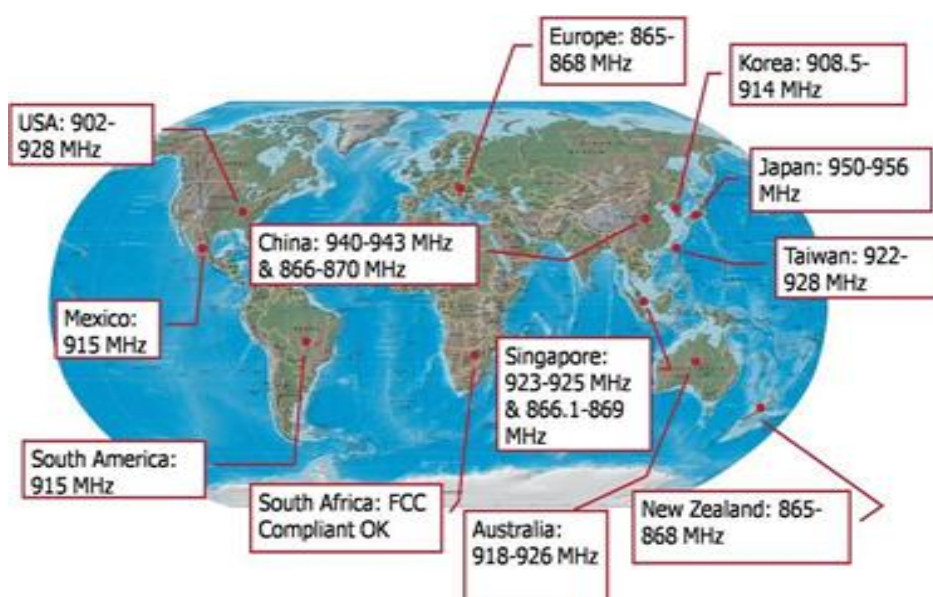 Europe: 865-
868 MHz
Korea: 908.5-
914 MHz
USA: 902-
928 MHz
Japan: 950-956
MHz
China: 940-943 MHz
& 866-870 MHz
Taiwan: 922-
928 MHz
Mexico:
915 MHz
Singapore:
923-925 MHz
& 866.1-869
MHz
South America:
915 MHz
South Africa: FCC
Compliant OK
Australia:
918-926 MHz
New Zealand: 865-
868 MHz